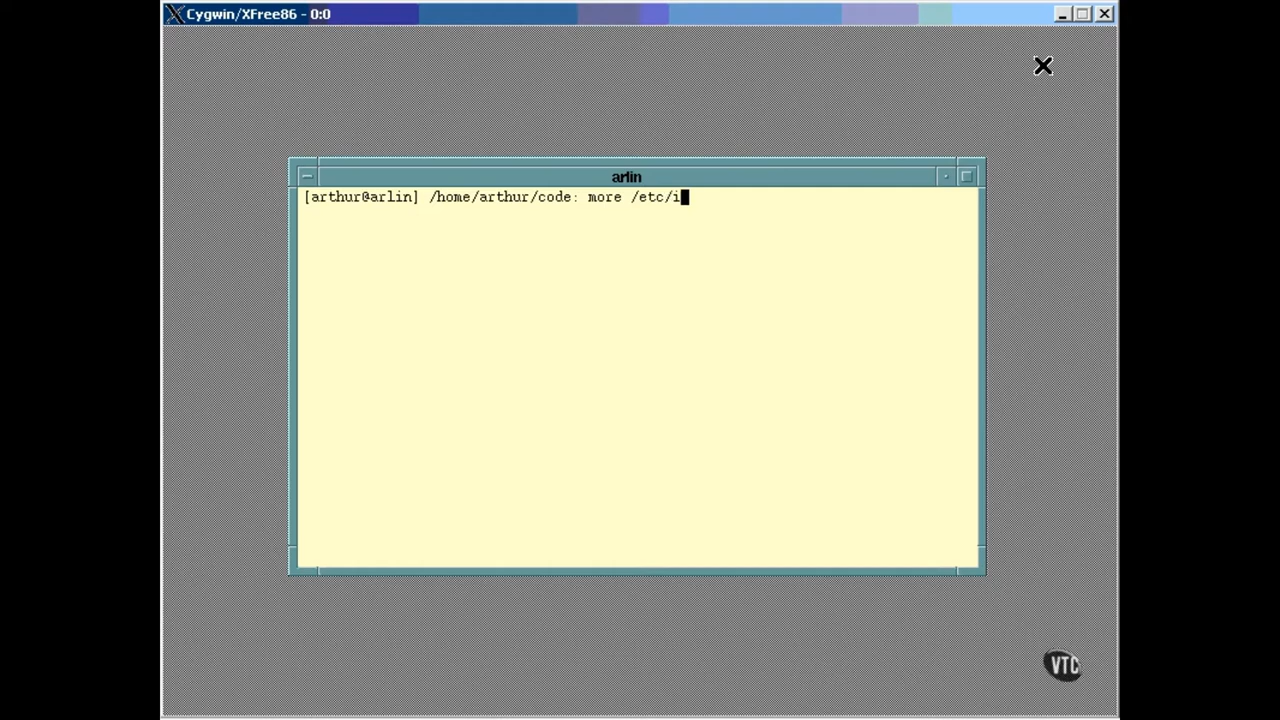 Cygwin/XFree86 - 0:0
arlin
[arthur@arlin] /home/arthur/code: more /etc/i
VTC